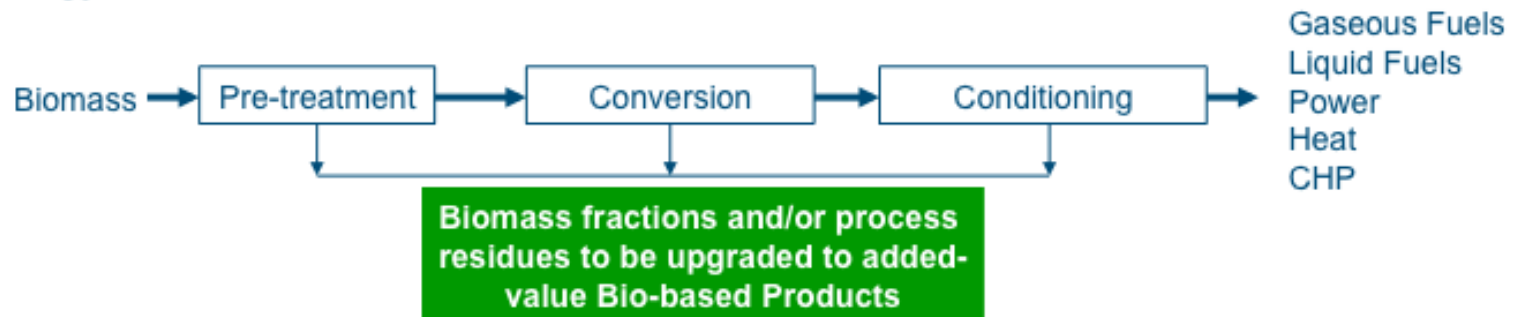 Biomass
Pre-treatment
Conversion
Conditioning
Gaseous Fuels
Liquid Fuels
Power
Heat
CHP
Biomass fractions and/or process
residues to be upgraded to added-
value Bio-based Products